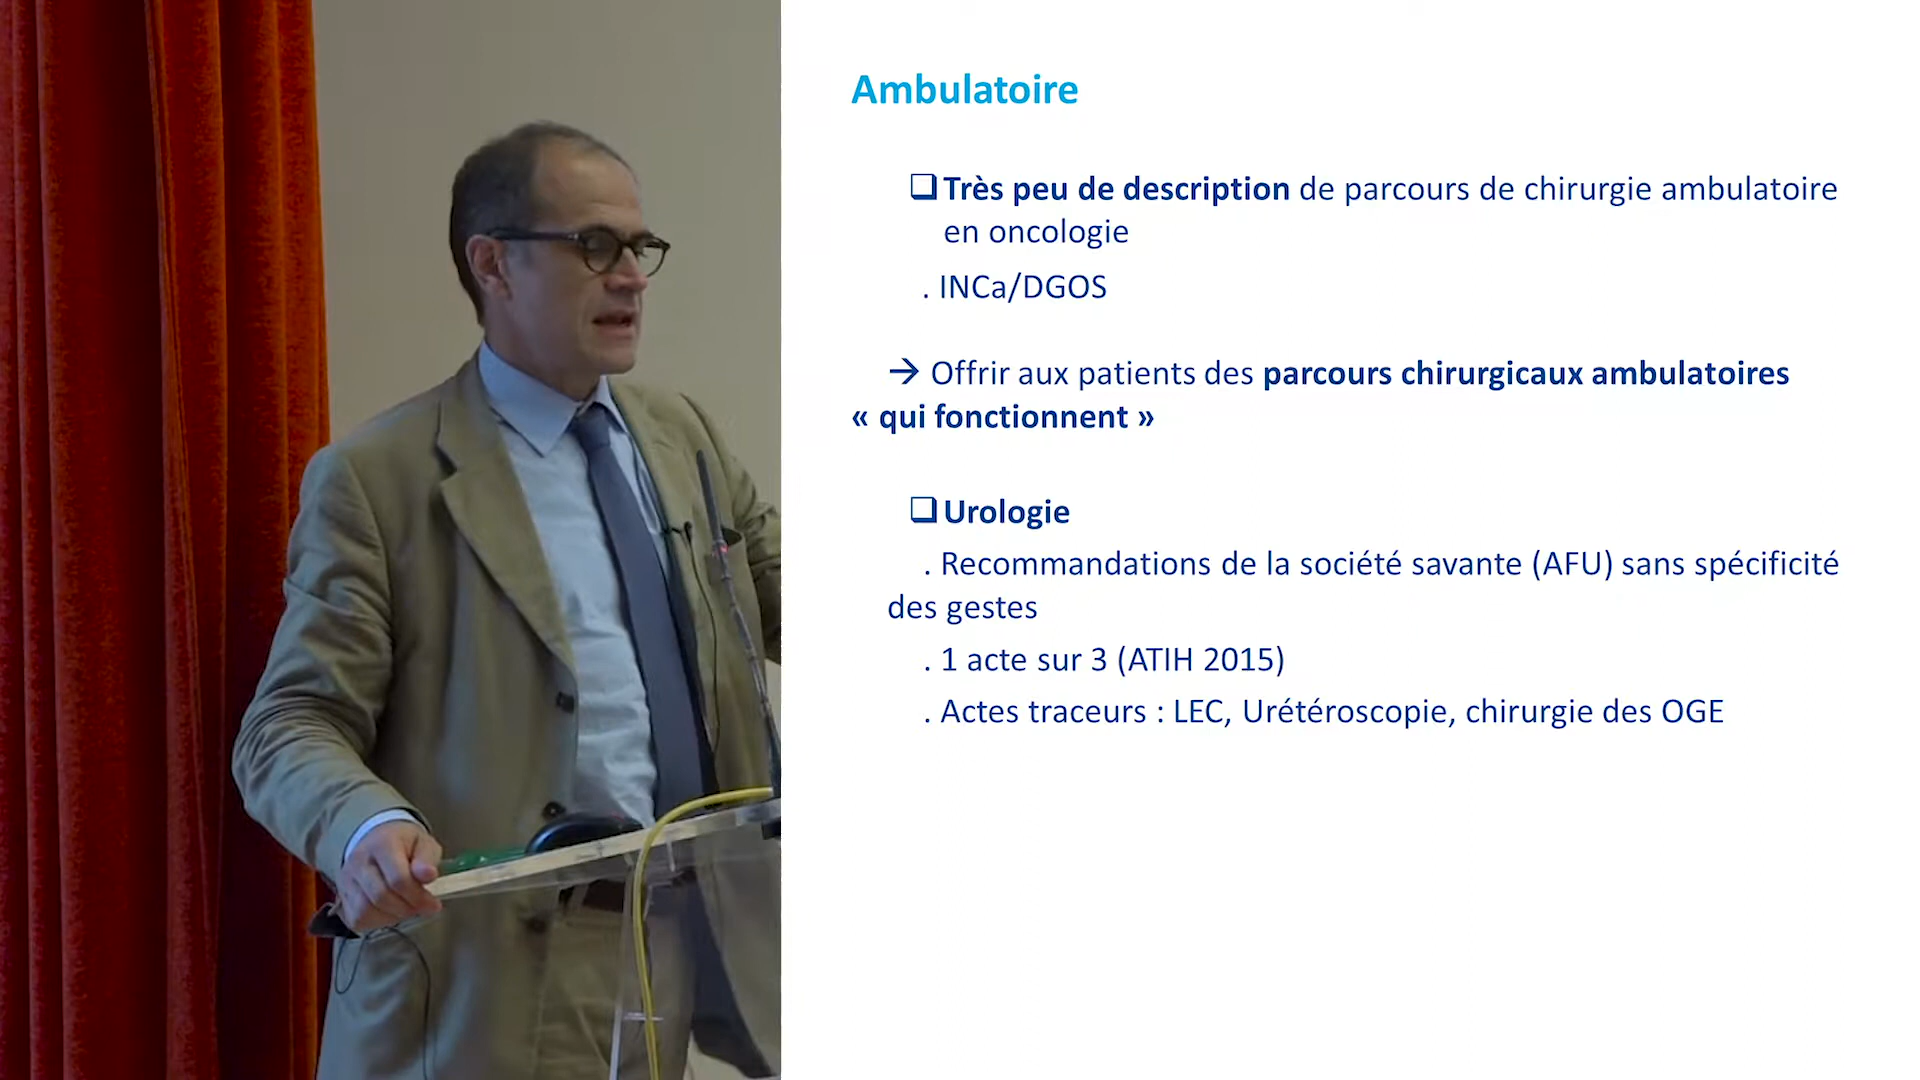 Ambulatoire
❑ Très peu de description de parcours de chirurgie ambulatoire
en oncologie
. INCa/DGOS
→ Offrir aux patients des parcours chirurgicaux ambulatoires
« qui fonctionnent »
❑ Urologie
. Recommandations de la société savante (AFU) sans spécificité
des gestes
. 1 acte sur 3 (ATIH 2015)
. Actes traceurs : LEC, Urétéroscopie, chirurgie des OGE